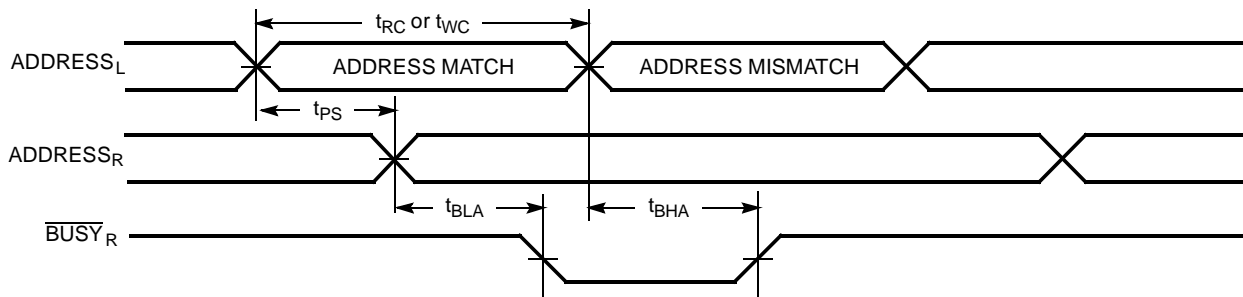 tRC or tWC
ADDRESSL
ADDRESS MATCH
ADDRESS MISMATCH
tPS
ADDRESSR
tBLA
tBHA
BUSYR